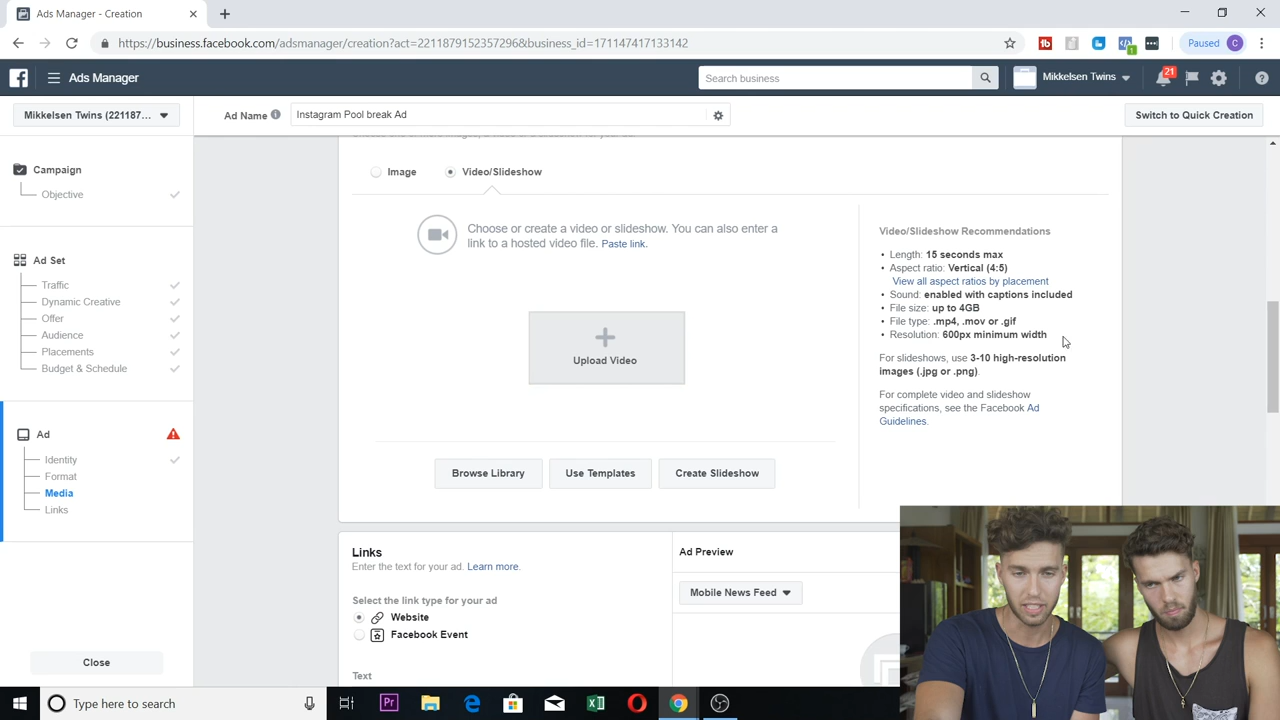 Ads Manager - Creation
https://business.facebook.com/adsmanager/creation?act=2211879152357296&business_id=171147417133142
Paused
C
Ads Manager
Search business
Mikkelsen Twins
21
Mikkelsen Twins (221187...
Ad Name
Instagram Pool break Ad
Switch to Quick Creation
Campaign
Objective
Ad Set
Traffic
Dynamic Creative
Offer
Audience
Placements
Budget & Schedule
Ad
Identity
Format
Media
Links
Close
Image
Video/Slideshow
Choose or create a video or slideshow. You can also enter a
link to a hosted video file. Paste link.
Upload Video
Browse Library
Use Templates
Create Slideshow
Video/Slideshow Recommendations
• Length: 15 seconds max
• Aspect ratio: Vertical (4:5)
View all aspect ratios by placement
• Sound: enabled with captions included
• File size: up to 4GB
• File type: .mp4, .mov or .gif
• Resolution: 600px minimum width
For slideshows, use 3-10 high-resolution
images (.jpg or .png).
For complete video and slideshow
specifications, see the Facebook Ad
Guidelines.
Links
Enter the text for your ad. Learn more.
Select the link type for your ad
Website
Facebook Event
Text
Ad Preview
Mobile News Feed
Type here to search